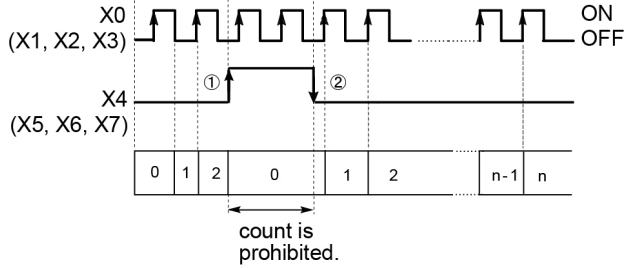 X0
ON
(X1, X2, X3)
OFF
① ②
X4
(X5, X6, X7)
0 1 2 0 1 2 n-1 n
count is
prohibited.